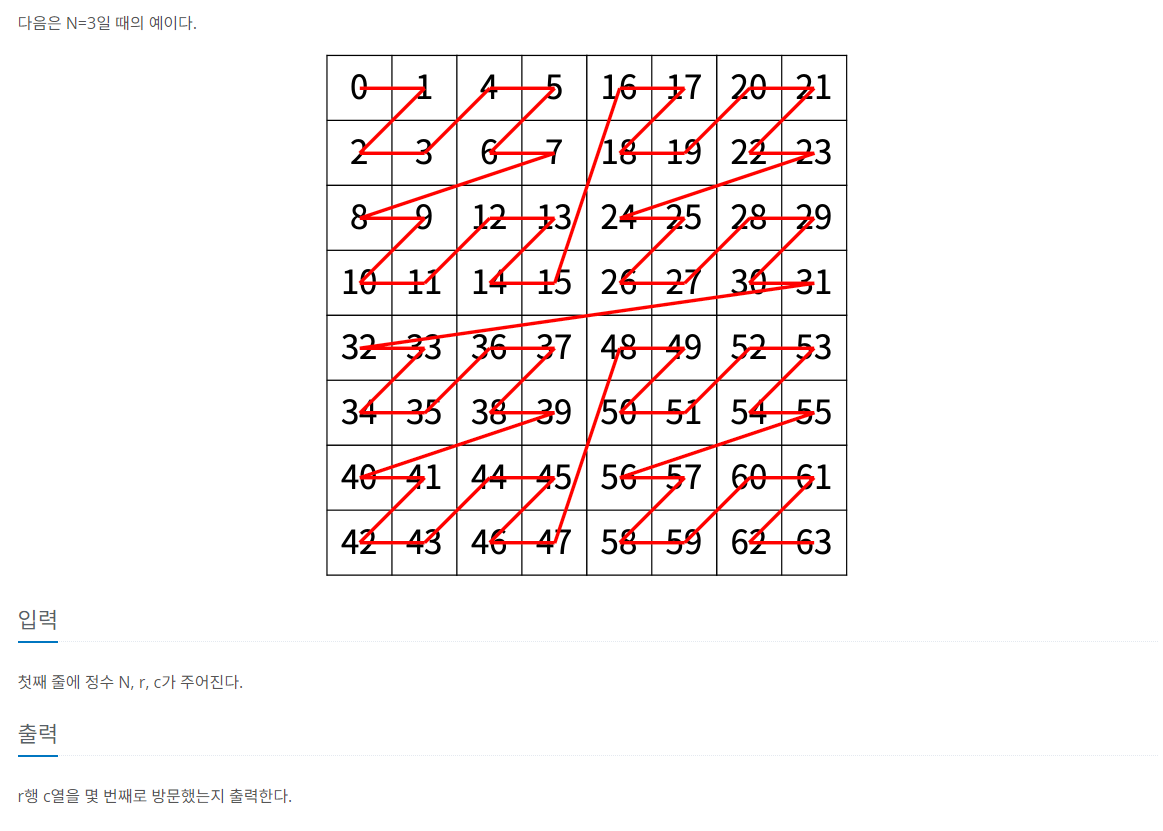 다음은 N=3일 때의 예이다.
0 1 4 5 16 17 20 21
2 3 6 7 18 19 22 23
8 9 12 13 24 25 28 29
10 11 14 15 26 27 30 31
32 33 36 37 48 49 52 53
34 35 38 39 50 51 54 55
40 41 44 45 56 57 60 61
42 43 46 47 58 59 62 63
입력
첫째 줄에 정수 N, r, c가 주어진다.
출력
r행 c열을 몇 번째로 방문했는지 출력한다.